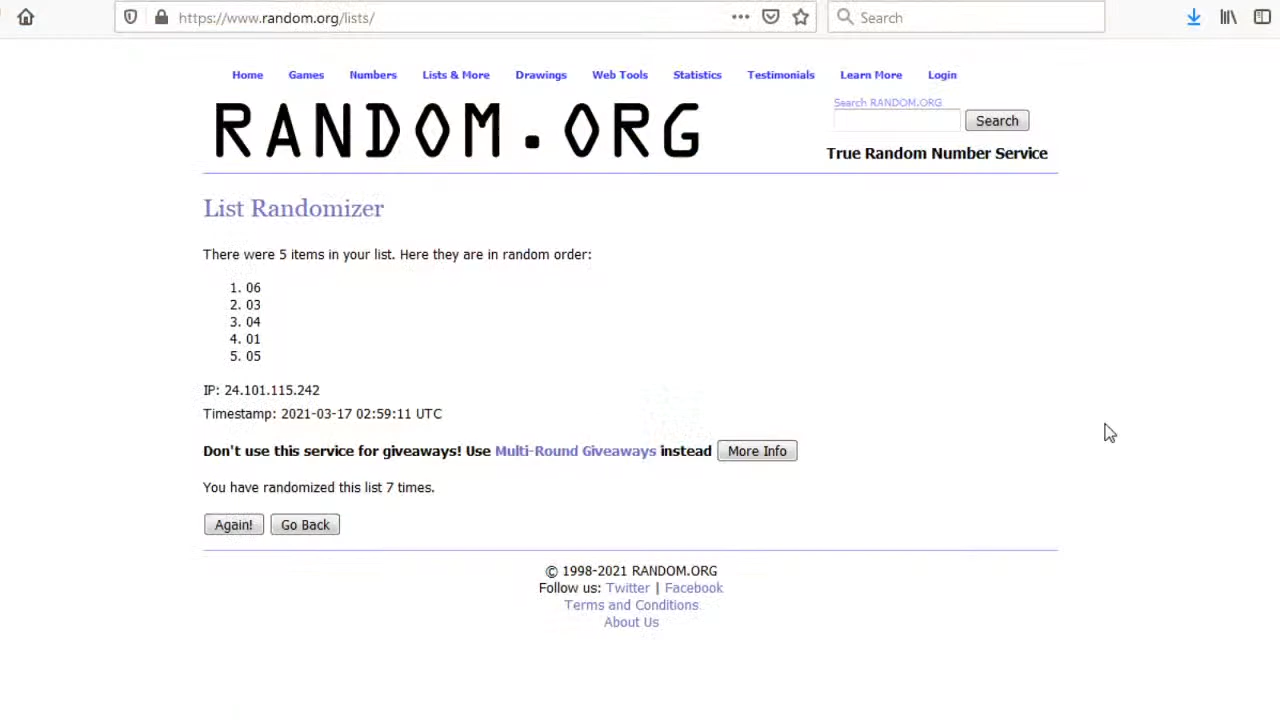 https://www.random.org/lists/
Search
Home Games Numbers Lists & More Drawings Web Tools Statistics Testimonials Learn More Login
RANDOM.ORG
Search RANDOM.ORG
Search
True Random Number Service
List Randomizer
There were 5 items in your list. Here they are in random order:
1. 06
2. 03
3. 04
4. 01
5. 05
IP: 24.101.115.242
Timestamp: 2021-03-17 02:59:11 UTC
Don't use this service for giveaways! Use Multi-Round Giveaways instead More Info
You have randomized this list 7 times.
Again! Go Back
© 1998-2021 RANDOM.ORG
Follow us: Twitter | Facebook
Terms and Conditions
About Us